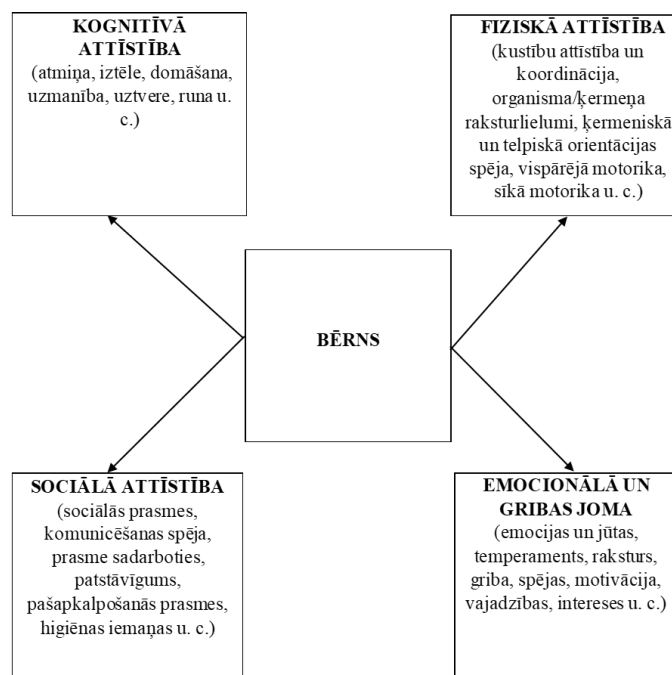 KOGNITĪVĀ
ATTĪSTĪBA
(atmiņa, iztēle, domāšana,
uzmanība, uztvere, runa u.
c.)
FIZISKĀ ATTĪSTĪBA
(kustību attīstība un
koordinācija,
organisma/ķermeņa
raksturlielumi, ķermeniskā
un telpiskā orientācijas
spēja, vispārējā motorika,
sīkā motorika u. c.)
BĒRNS
SOCIĀLĀ ATTĪSTĪBA
(sociālās prasmes,
komunicēšanas spēja,
prasme sadarboties,
patstāvīgums,
pašapkalpošanās prasmes,
higiēnas iemaņas u. c.)
EMOCIONĀLĀ UN
GRIBAS JOMA
(emocijas un jūtas,
temperaments, raksturs,
griba, spējas, motivācija,
vajadzības, intereses u. c.)